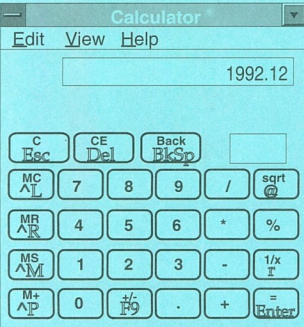 Calculator
Edit View Help
1992.12
C CE Back
Esc Del BkSp
MC sqrt
^L 7 8 9 / @
MR
^R 4 5 6 * %
MS 1/x
^M 1 2 3 - r
M+ +/- =
^P 0 F9 . + Enter